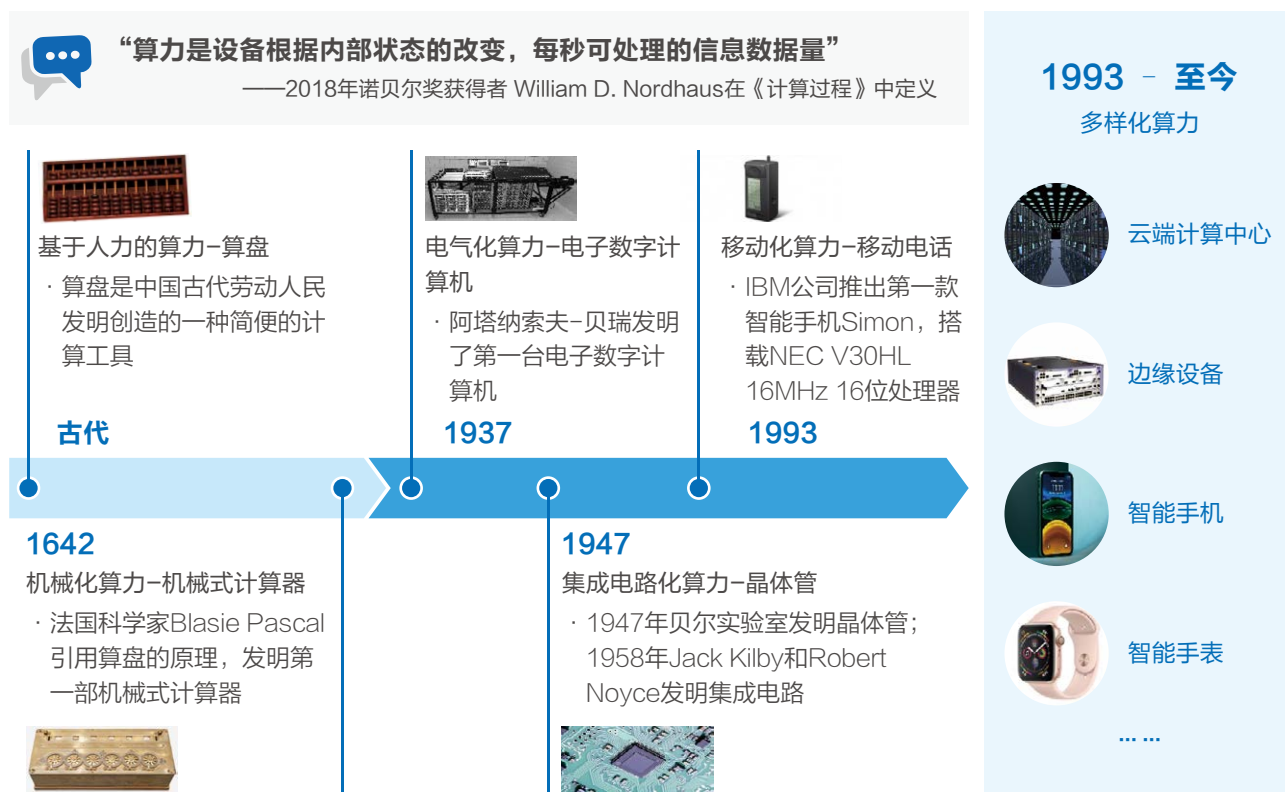 “算力是设备根据内部状态的改变，每秒可处理的信息数据量”
——2018年诺贝尔奖获得者 William D. Nordhaus在《计算过程》中定义
基于人力的算力-算盘
· 算盘是中国古代劳动人民
发明创造的一种简便的计
算工具
古代
电气化算力-电子数字计
算机
· 阿塔纳索夫-贝瑞发明
了第一台电子数字计
算机
1937
移动化算力-移动电话
· IBM公司推出第一款
智能手机Simon，搭
载NEC V30HL
16MHz 16位处理器
1993
1642
机械化算力-机械式计算器
· 法国科学家Blasie Pascal
引用算盘的原理，发明第
一部机械式计算器
1947
集成电路化算力-晶体管
· 1947年贝尔实验室发明晶体管；
1958年Jack Kilby和Robert
Noyce发明集成电路
1993 - 至今
多样化算力
云端计算中心
边缘设备
智能手机
智能手表
... ...